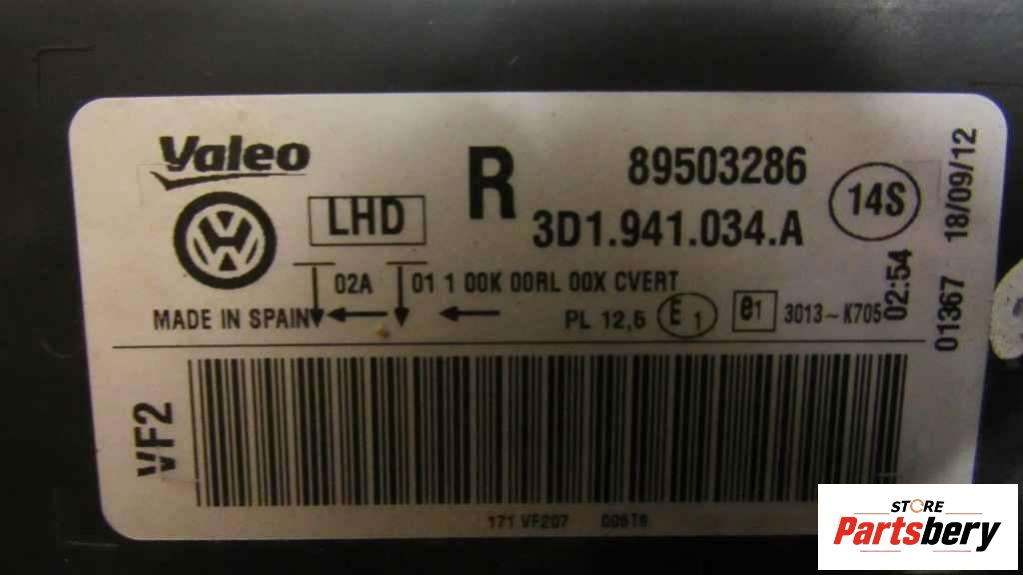 Valeo
R
89503286
14S
LHD
3D1.941.034.A
02A
01 1 00K 00RL 00X CVERT
MADE IN SPAIN
PL 12,5
E 1
e1
3013~K705
02:54
01367 18/09/12
VF2
171 VF207
STORE
Partsbery